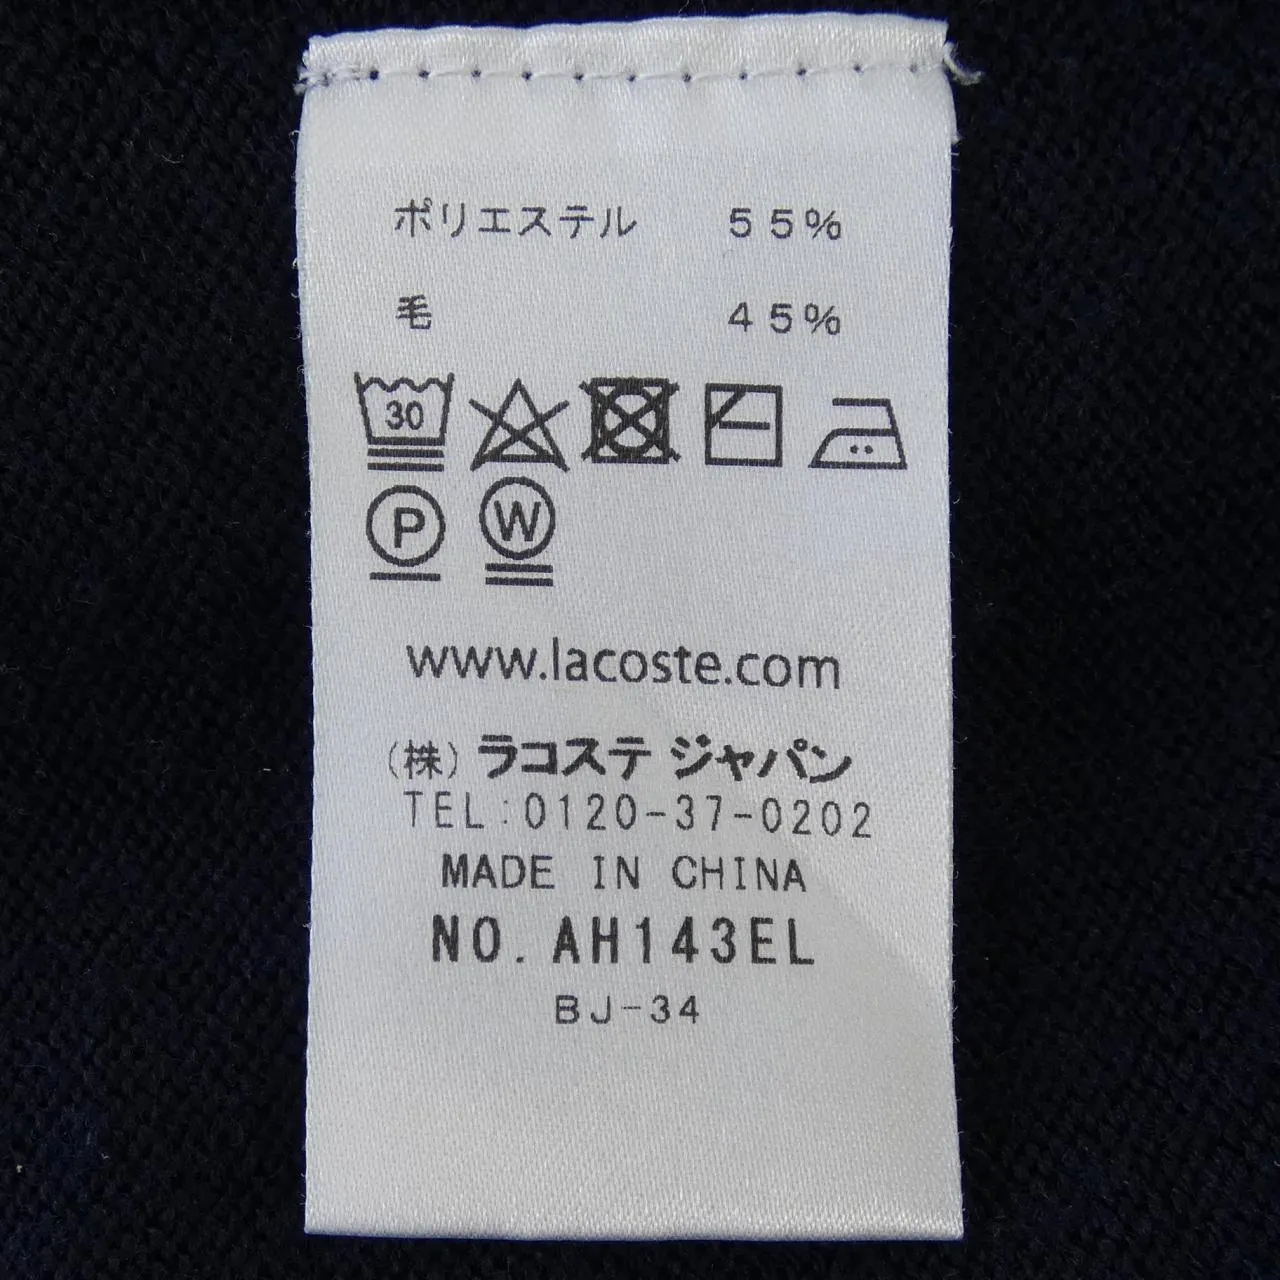 ポリエステル 55%
毛 45%
30
P W
www.lacoste.com
(株) ラコステ ジャパン
TEL:0120-37-0202
MADE IN CHINA
NO. AH143EL
BJ-34